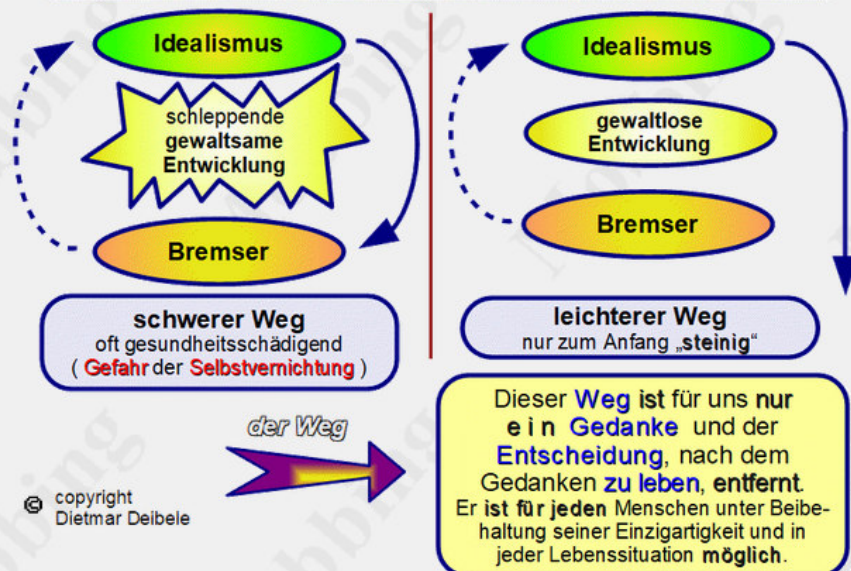 Idealismus
schleppende
gewaltsame
Entwicklung
Bremser
schwerer Weg
oft gesundheitsschädigend
( Gefahr der Selbstvernichtung )
Idealismus
gewaltlose
Entwicklung
Bremser
leichterer Weg
nur zum Anfang „steinig“
der Weg
Dieser Weg ist für uns nur
e i n Gedanke und der
Entscheidung, nach dem
Gedanken zu leben, entfernt.
Er ist für jeden Menschen unter Beibe-
haltung seiner Einzigartigkeit und in
jeder Lebenssituation möglich.
© copyright
Dietmar Deibele